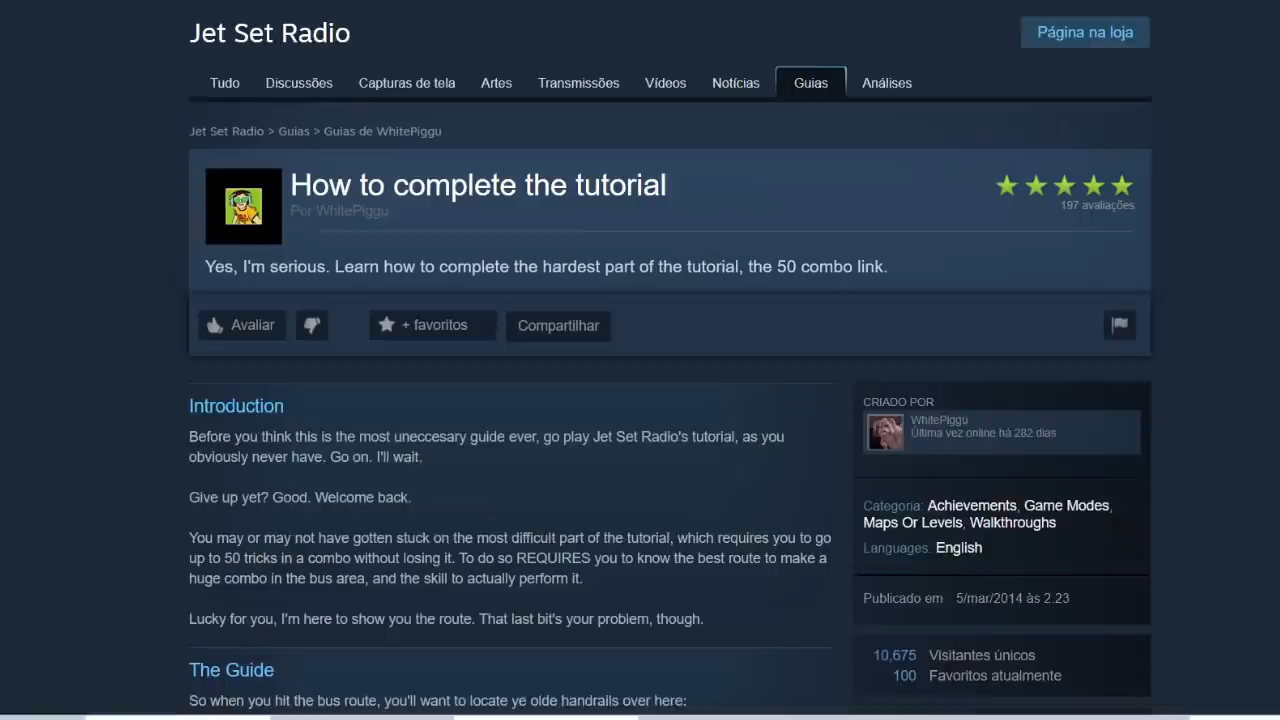 Jet Set Radio
Página na loja
Tudo Discussões Capturas de tela Artes Transmissões Vídeos Notícias Guias Análises
Jet Set Radio > Guias > Guias de WhitePiggu
How to complete the tutorial
Por WhitePiggu
197 avaliações
Yes, I'm serious. Learn how to complete the hardest part of the tutorial, the 50 combo link.
Avaliar + favoritos Compartilhar
Introduction
Before you think this is the most uneccesary guide ever, go play Jet Set Radio's tutorial, as you
obviously never have. Go on. I'll wait.
Give up yet? Good. Welcome back.
You may or may not have gotten stuck on the most difficult part of the tutorial, which requires you to go
up to 50 tricks in a combo without losing it. To do so REQUIRES you to know the best route to make a
huge combo in the bus area, and the skill to actually perform it.
Lucky for you, I'm here to show you the route. That last bit's your problem, though.
The Guide
So when you hit the bus route, you'll want to locate ye olde handrails over here:
CRIADO POR
WhitePiggu
Última vez online há 282 dias
Categoria: Achievements, Game Modes,
Maps Or Levels, Walkthroughs
Languages: English
Publicado em 5/mar/2014 às 2.23
10,675 Visitantes únicos
100 Favoritos atualmente